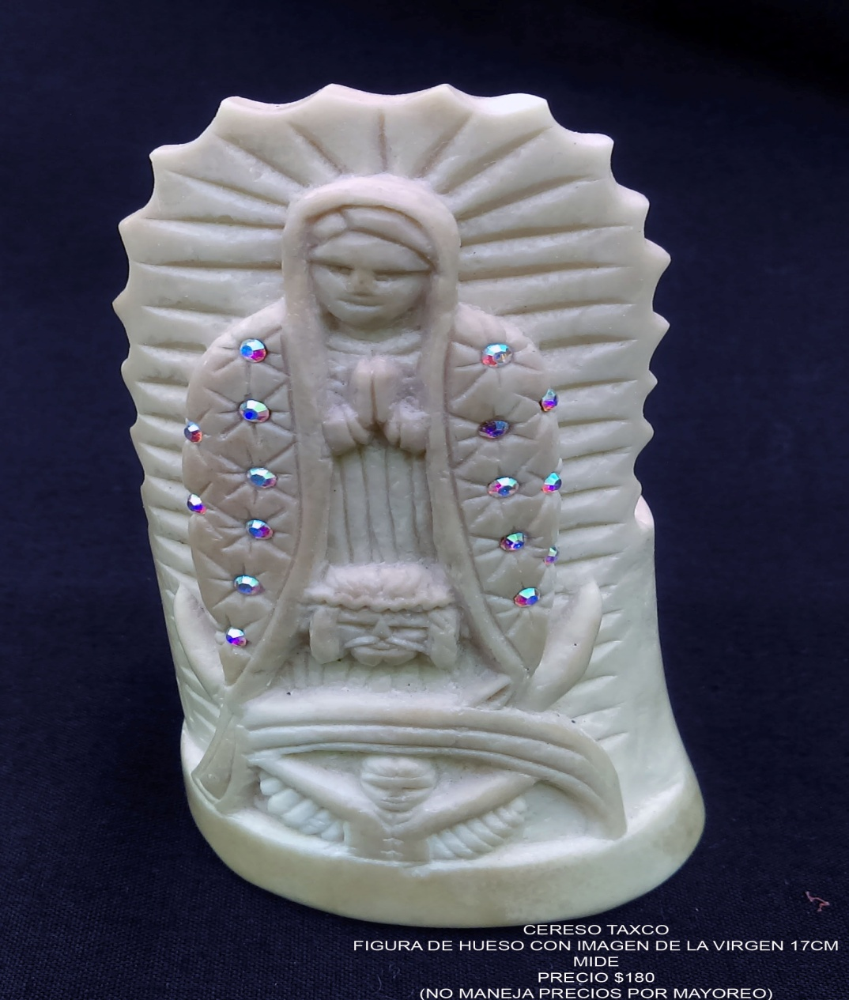 CERESO TAXCO
FIGURA DE HUESO CON IMAGEN DE LA VIRGEN 17CM
MIDE
PRECIO $180
(NO MANEJA PRECIOS POR MAYOREO)